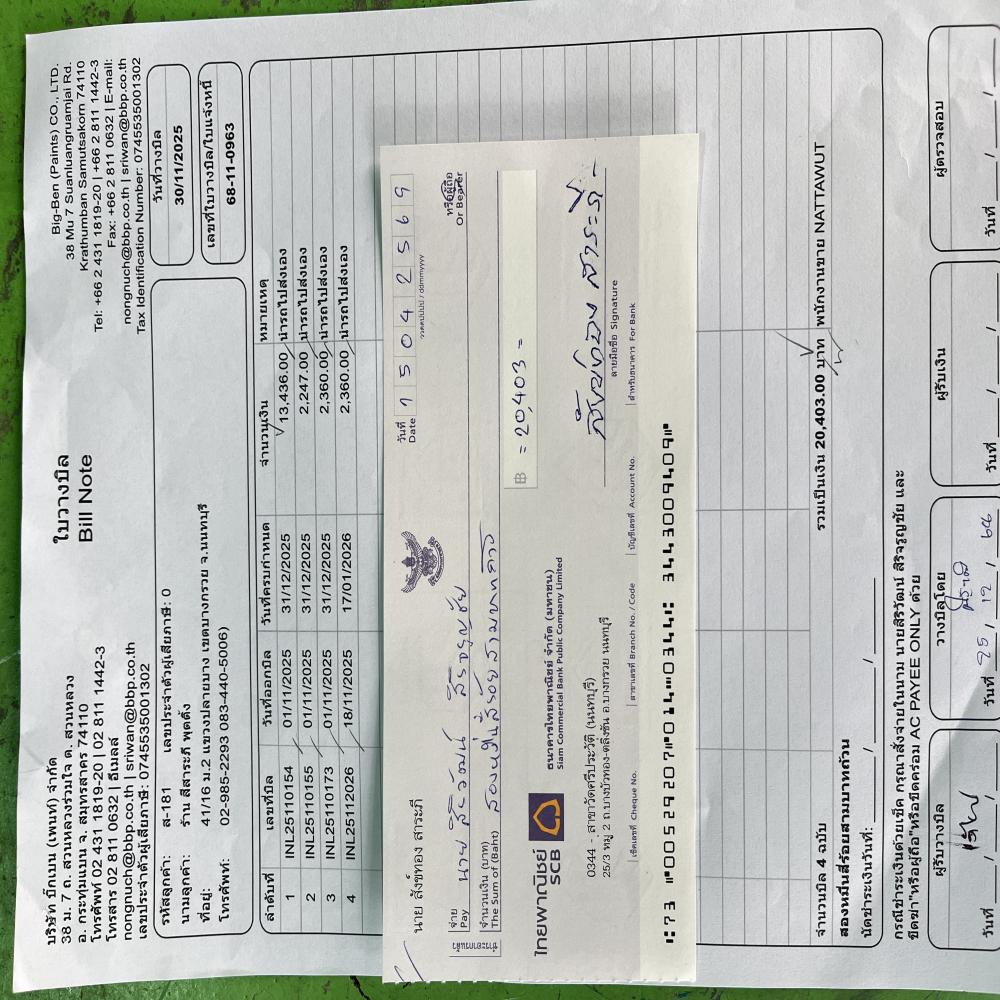 บริษัท บิ๊กเบน (เพนท์) จำกัด
38 ม. 7 ถ. สวนหลวงร่วมใจ ต. สวนหลวง
อ. กระทุ่มแบน จ. สมุทรสาคร 74110
โทรศัพท์ 02 431 1819-20 | 02 811 1442-3
โทรสาร 02 811 0632 | อีเมลล์
nongnuch@bbp.co.th | sriwan@bbp.co.th
เลขประจำตัวผู้เสียภาษี: 0745535001302
ใบวางบิล
Bill Note
Big-Ben (Paints) CO., LTD.
38 Mu 7 Suanluangruamjai Rd.
Krathumban Samutsakorn 74110
Tel: +66 2 431 1819-20 | +66 2 811 1442-3
Fax: +66 2 811 0632 | E-mail:
nongnuch@bbp.co.th | sriwan@bbp.co.th
Tax Identification Number: 0745535001302
รหัสลูกค้า: ส-181 เลขประจำตัวผู้เสียภาษี: 0
นามลูกค้า: ร้าน สีสาระภี พุดตั้ง
ที่อยู่: 41/16 ม.2 แขวงปลายบาง เขตบางกรวย จ.นนทบุรี
โทรศัพท์: 02-985-2293 083-440-5006)
วันที่วางบิล
30/11/2025
เลขที่ใบวางบิล/ใบแจ้งหนี้
68-11-0963
ลำดับที่ เลขที่บิล วันที่ออกบิล วันที่ครบกำหนด จำนวนเงิน หมายเหตุ
1 INL25110154 01/11/2025 31/12/2025 13,436.00 นำรถไปส่งเอง
2 INL25110155 01/11/2025 31/12/2025 2,247.00 นำรถไปส่งเอง
3 INL25110173 01/11/2025 31/12/2025 2,360.00 นำรถไปส่งเอง
4 INL25112026 18/11/2025 17/01/2026 2,360.00 นำรถไปส่งเอง
นาย สังข์ทอง สาระภี
วันที่ 15042569
Date ววดดปปปป / ddmmyyyy
จ่าย นาย สิริวัฒน์ สิริจรูญชัย
Pay
หรือผู้ถือ
Or Bearer
จำนวนเงิน (บาท) สองหมื่นสี่ร้อยสามบาทถ้วน
The Sum of (Baht)
฿ = 20,403 =
ไทยพาณิชย์
SCB
ธนาคารไทยพาณิชย์ จำกัด (มหาชน)
Siam Commercial Bank Public Company Limited
0344 - สาขาวัดศรีประวัติ (นนทบุรี)
25/3 หมู่ 2 ถ.บางบัวทอง-ตลิ่งชัน อ.บางกรวย นนทบุรี
สังข์ทอง สาระภี
ลายมือชื่อ Signature
เช็คเลขที่ Cheque No. สาขาเลขที่ Branch No. / Code บัญชีเลขที่ Account No. สำหรับธนาคาร For Bank
⑆73 ⑈00529207⑈014⑉0344⑆ 3443009409⑈
จำนวนบิล 4 ฉบับ รวมเป็นเงิน 20,403.00 บาท พนักงานขาย NATTAWUT
สองหมื่นสี่ร้อยสามบาทถ้วน
นัดชำระเงินวันที่: / /
กรณีชำระเงินด้วยเช็ค กรุณาสั่งจ่ายในนาม นายสิริวัฒน์ สิริจรูญชัย และ
ขีดฆ่า"หรือผู้ถือ"หรือขีดคร่อม AC PAYEE ONLY ด้วย
ผู้รับวางบิล วางบิลโดย ผู้รับเงิน ผู้ตรวจสอบ
วันที่ / / วันที่ 25 / 12 / 68 วันที่ / / วันที่ / /